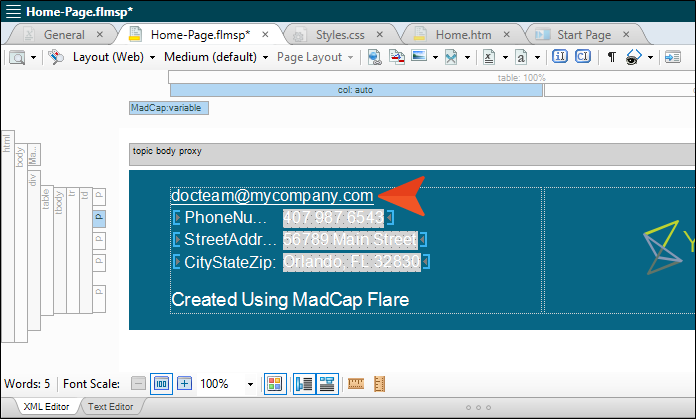 Home-Page.flmsp*
General Home-Page.flmsp* Styles.css Home.htm Start Page
Layout (Web) Medium (default) Page Layout
table: 100%
col: auto
MadCap:variable
html
body
Ma...
div
table
tbody
tr
td
p
p
p
p
p
topic body proxy
docteam@mycompany.com
PhoneNu... 407.987.6543
StreetAddr... 56789 Main Street
CityStateZip: Orlando, FL 32830
Y
Created Using MadCap Flare
Words: 5 Font Scale: 100 100%
XML Editor Text Editor